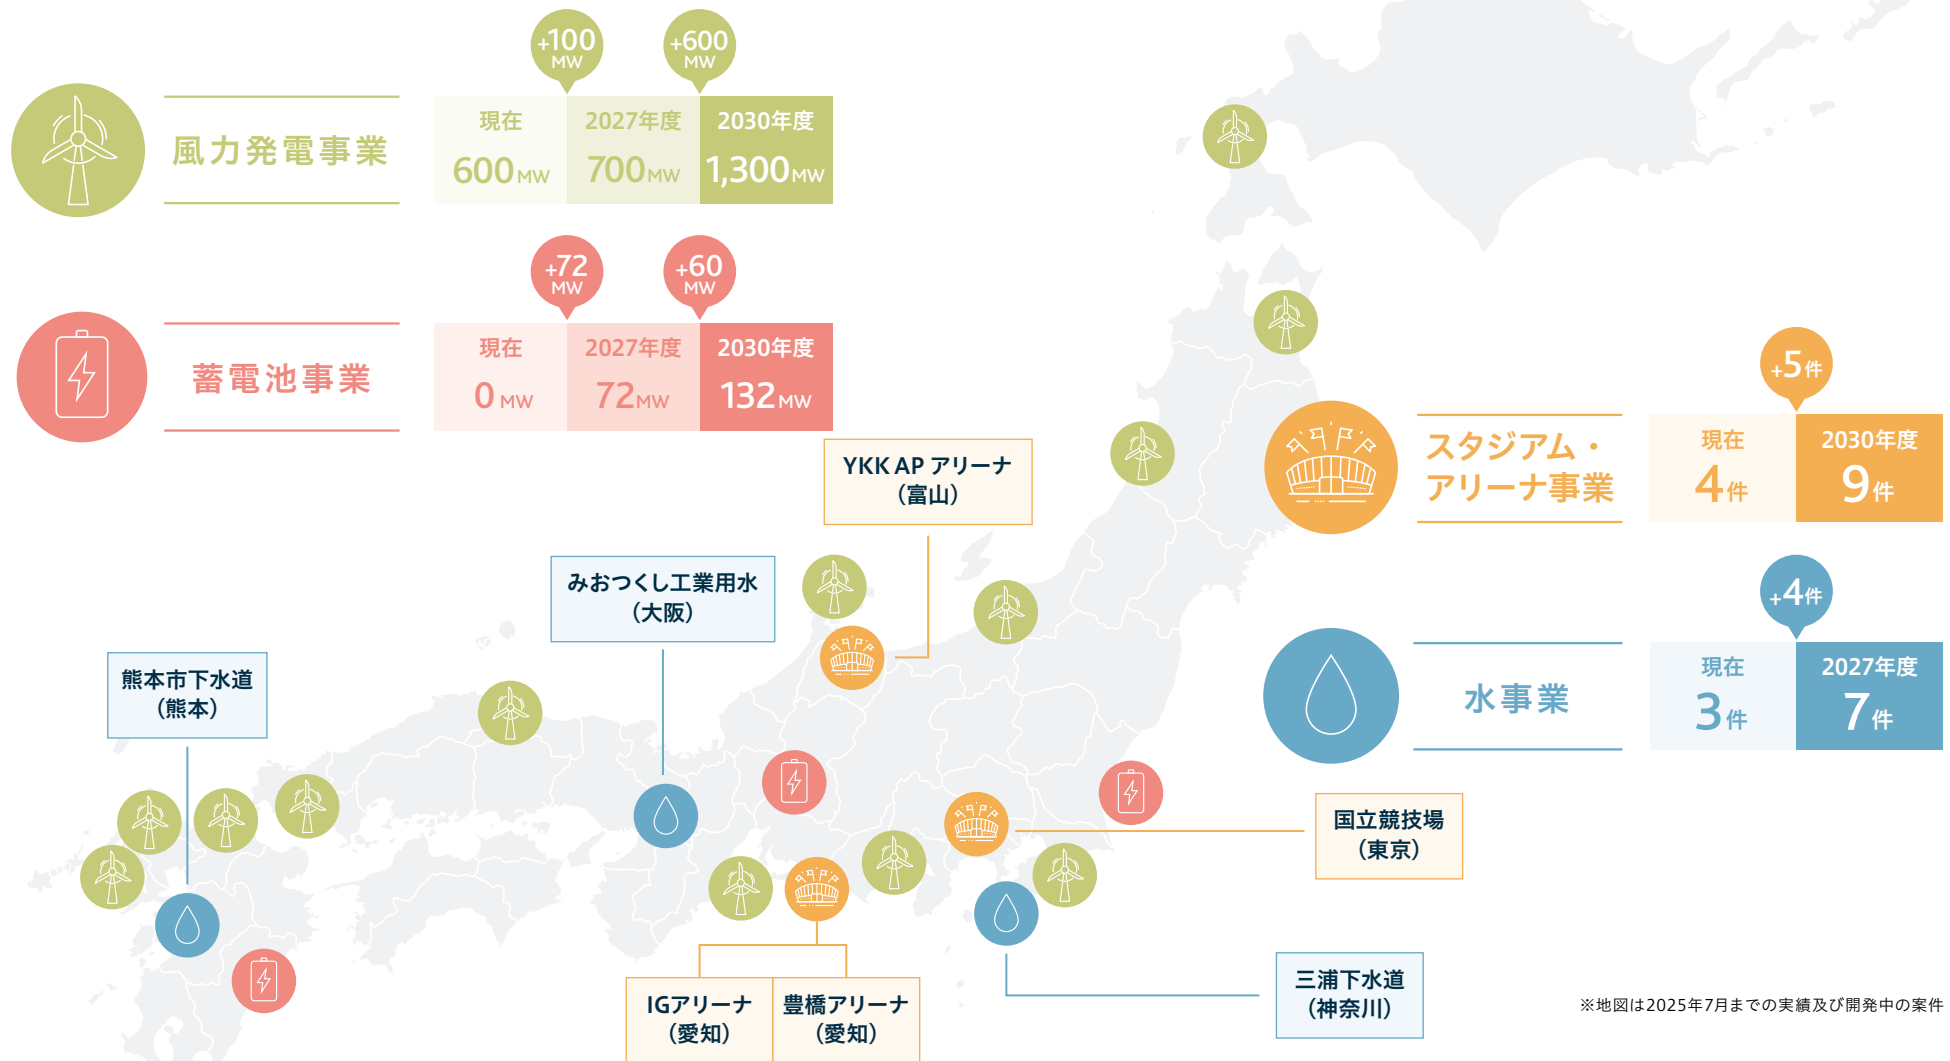 +100
MW
+600
MW
風力発電事業
現在
600MW
2027年度
700MW
2030年度
1,300MW
+72
MW
+60
MW
蓄電池事業
現在
0MW
2027年度
72MW
2030年度
132MW
+5件
スタジアム・
アリーナ事業
現在
4件
2030年度
9件
+4件
水事業
現在
3件
2027年度
7件
YKK AP アリーナ
（富山）
みおつくし工業用水
（大阪）
熊本市下水道
（熊本）
国立競技場
（東京）
IGアリーナ
（愛知）
豊橋アリーナ
（愛知）
三浦下水道
（神奈川）
※地図は2025年7月までの実績及び開発中の案件